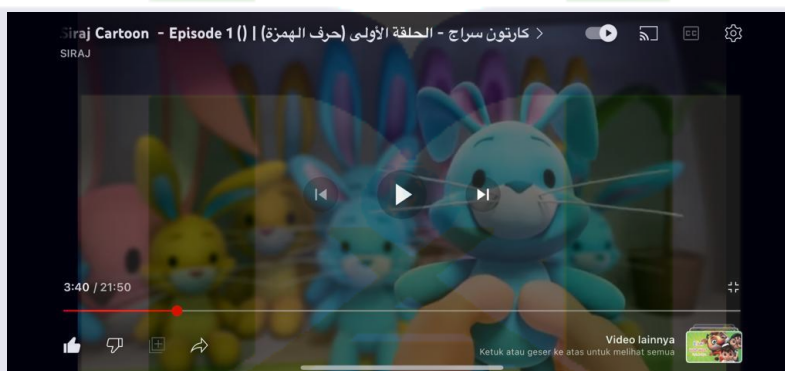 Siraj Cartoon - Episode 1 () | كارتون سراج - الحلقة الأولى (حرف الهمزة)
SIRAJ
CC
3:40 / 21:50
Video lainnya
Ketuk atau geser ke atas untuk melihat semua